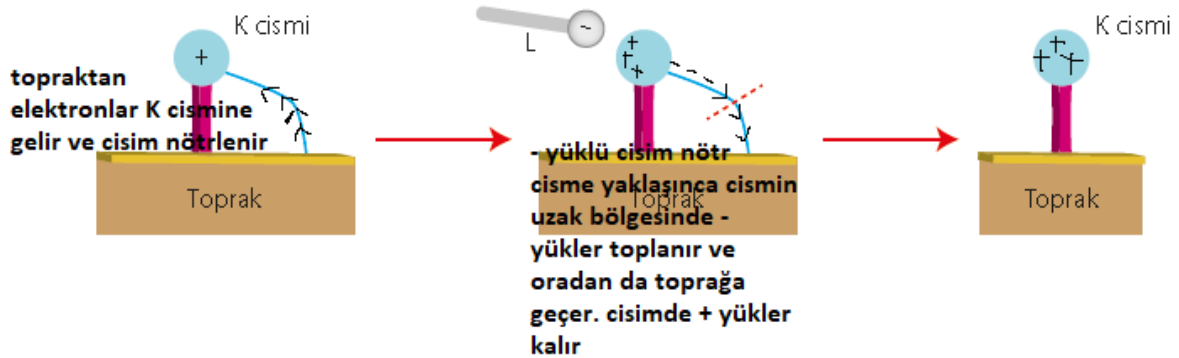 K cismi
+
topraktan
elektronlar K cismine
gelir ve cisim nötrlenir
Toprak
L
-
+
+
+
- yüklü cisim nötr
cisme yaklaşınca cismin
uzak bölgesinde -
yükler toplanır ve
oradan da toprağa
geçer. cisimde + yükler
kalır
Toprak
K cismi
+
+
+
Toprak